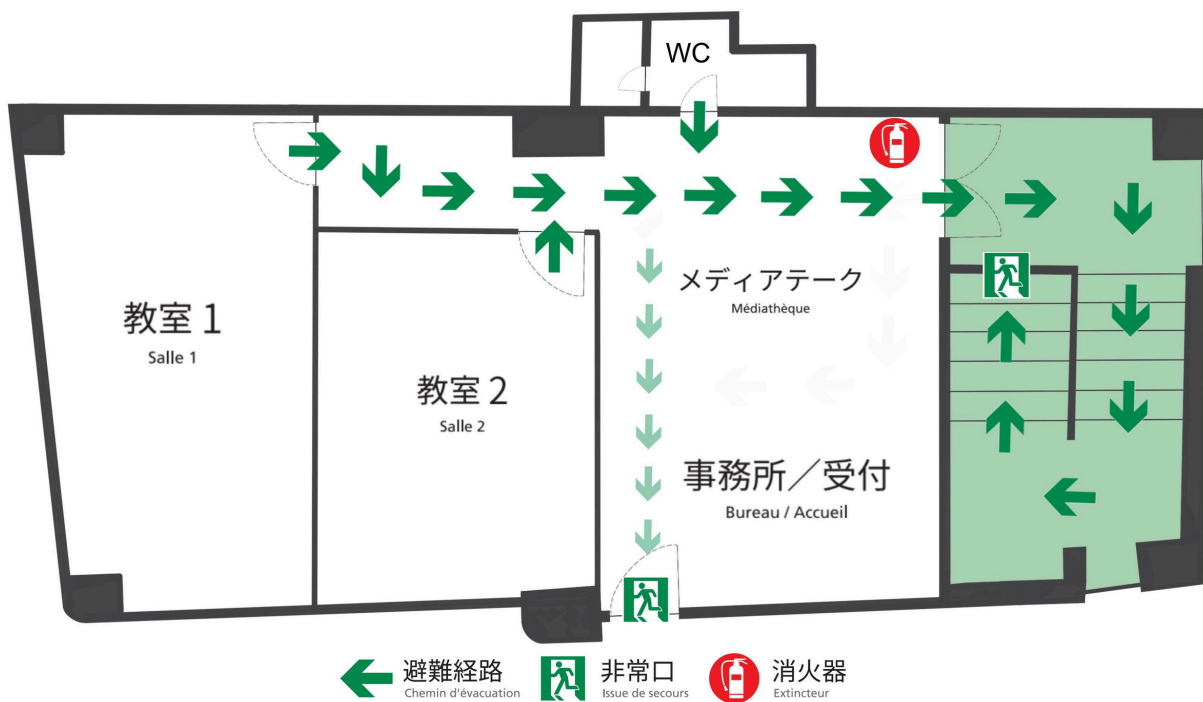 WC
メディアテーク
Médiathèque
教室 1
Salle 1
教室 2
Salle 2
事務所／受付
Bureau / Accueil
避難経路
Chemin d'évacuation
非常口
Issue de secours
消火器
Extincteur